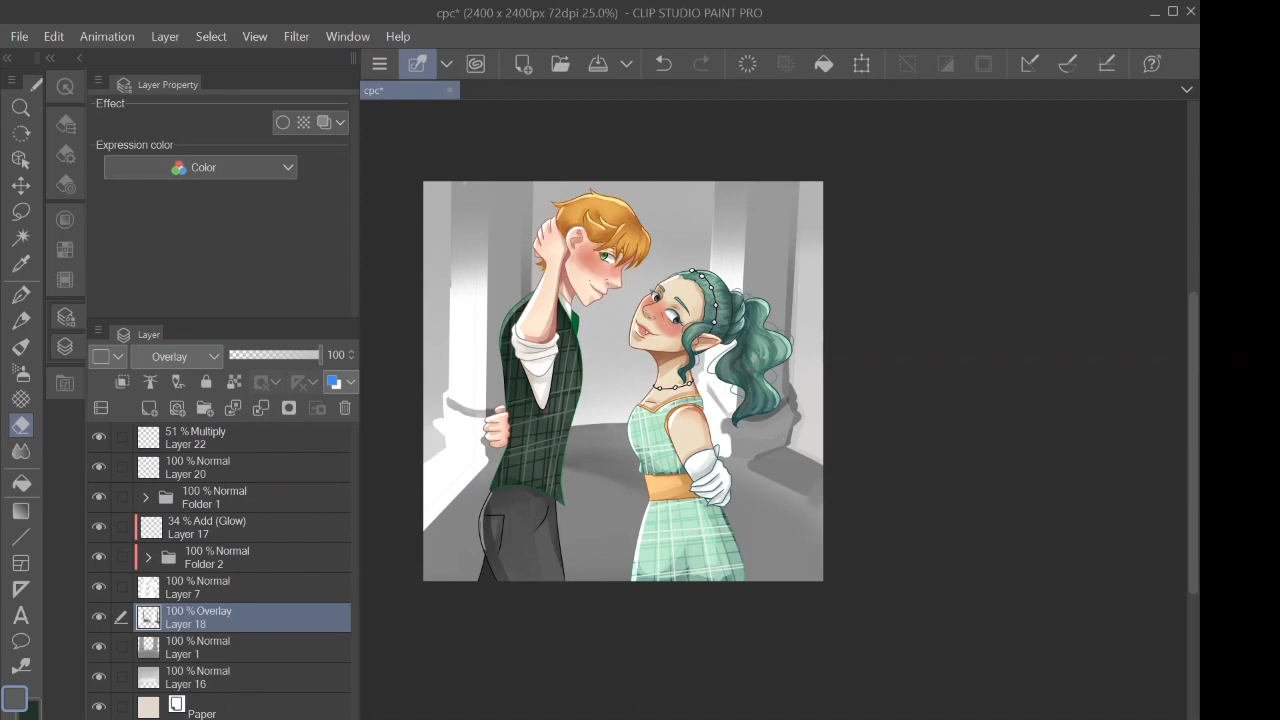 cpc* (2400 x 2400px 72dpi 25.0%) - CLIP STUDIO PAINT PRO
File Edit Animation Layer Select View Filter Window Help
Layer Property
cpc*
Effect
Expression color
Color
Layer
Overlay 100
51 % Multiply
Layer 22
100 % Normal
Layer 20
100 % Normal
Folder 1
34 % Add (Glow)
Layer 17
100 % Normal
Folder 2
100 % Normal
Layer 7
100 % Overlay
Layer 18
100 % Normal
Layer 1
100 % Normal
Layer 16
Paper